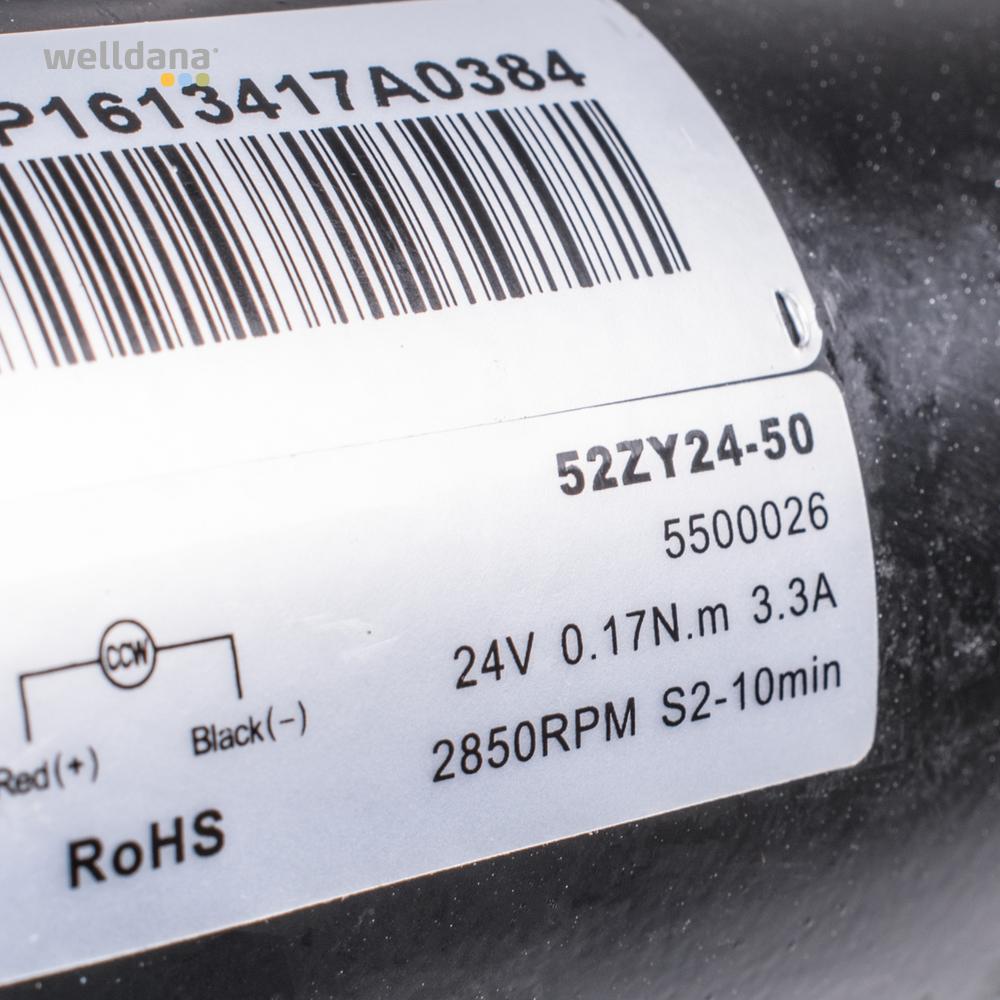 welldana
P1613417A0384
52ZY24-50
5500026
24V 0.17N.m 3.3A
2850RPM S2-10min
CCW
Red(+) Black(-)
RoHS